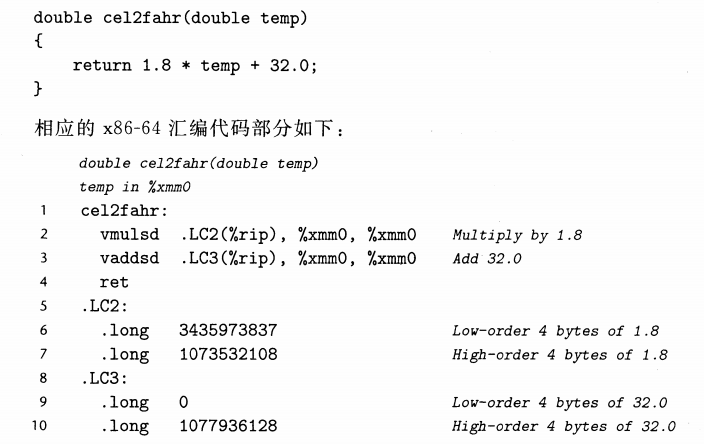 double cel2fahr(double temp)
{
    return 1.8 * temp + 32.0;
}
相应的 x86-64 汇编代码部分如下：
double cel2fahr(double temp)
temp in %xmm0
1 cel2fahr:
2 vmulsd .LC2(%rip), %xmm0, %xmm0 Multiply by 1.8
3 vaddsd .LC3(%rip), %xmm0, %xmm0 Add 32.0
4 ret
5 .LC2:
6 .long 3435973837 Low-order 4 bytes of 1.8
7 .long 1073532108 High-order 4 bytes of 1.8
8 .LC3:
9 .long 0 Low-order 4 bytes of 32.0
10 .long 1077936128 High-order 4 bytes of 32.0